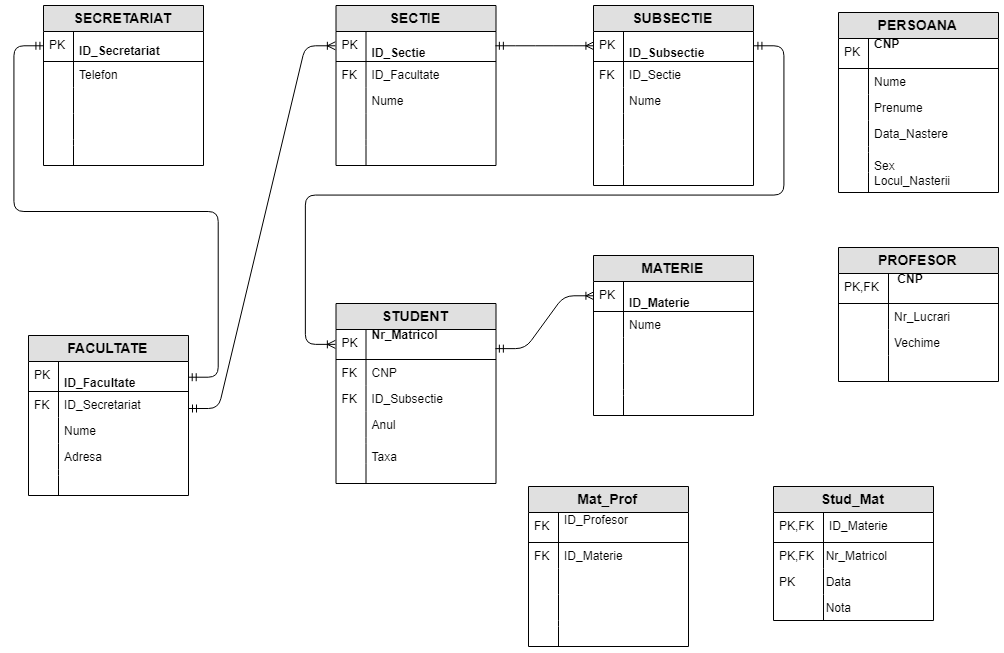 SECRETARIAT
PK ID_Secretariat
Telefon
SECTIE
PK ID_Sectie
FK ID_Facultate
Nume
SUBSECTIE
PK ID_Subsectie
FK ID_Sectie
Nume
PERSOANA
PK CNP
Nume
Prenume
Data_Nastere
Sex
Locul_Nasterii
FACULTATE
PK ID_Facultate
FK ID_Secretariat
Nume
Adresa
STUDENT
PK Nr_Matricol
FK CNP
FK ID_Subsectie
Anul
Taxa
MATERIE
PK ID_Materie
Nume
PROFESOR
PK,FK CNP
Nr_Lucrari
Vechime
Mat_Prof
FK ID_Profesor
FK ID_Materie
Stud_Mat
PK,FK ID_Materie
PK,FK Nr_Matricol
PK Data
Nota